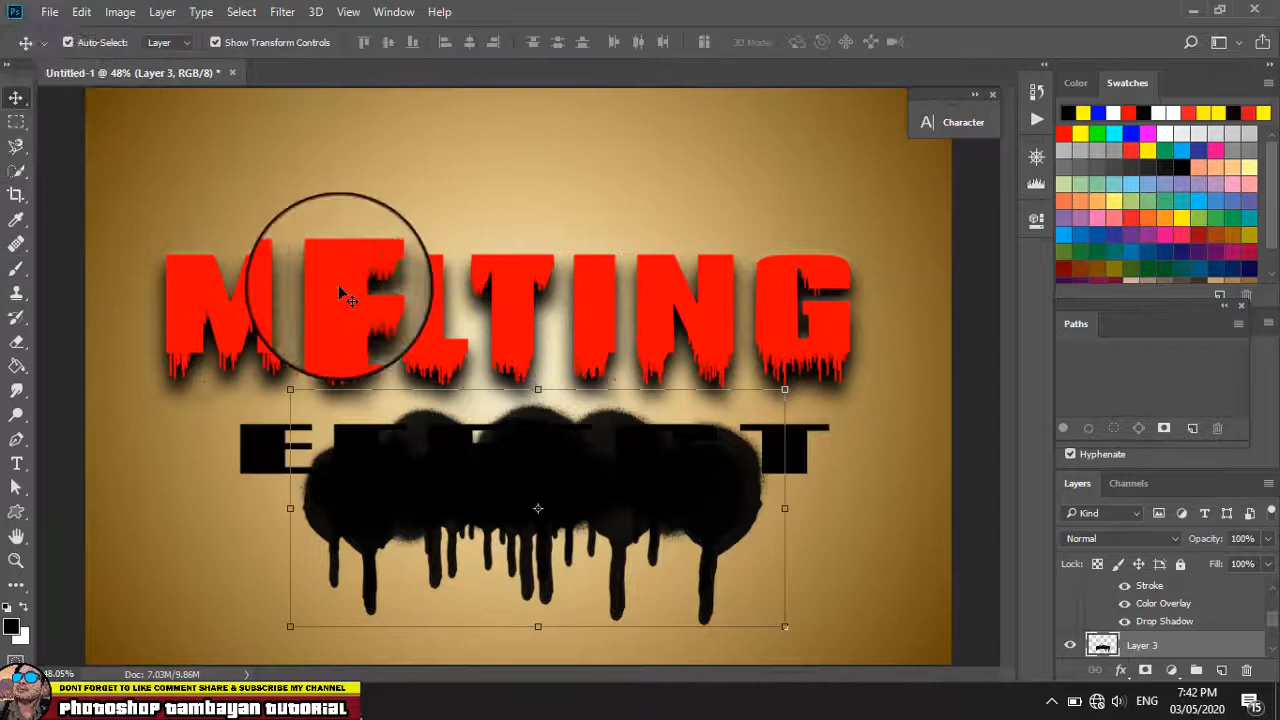 Ps File Edit Image Layer Type Select Filter 3D View Window Help
Auto-Select: Layer Show Transform Controls 3D Mode:
Untitled-1 @ 48% (Layer 3, RGB/8) * ×
Color Swatches
A| Character
MELTING
Paths
Hyphenate
Layers Channels
Kind
Normal Opacity: 100%
Lock: Fill: 100%
Stroke
Color Overlay
Drop Shadow
Layer 3
48.05% Doc: 7.03M/9.86M
DONT FORGET TO LIKE COMMENT SHARE & SUBSCRIBE MY CHANNEL
PHOTOSHOP TAMBAYAN TUTORIAL
ENG 7:42 PM
03/05/2020
15